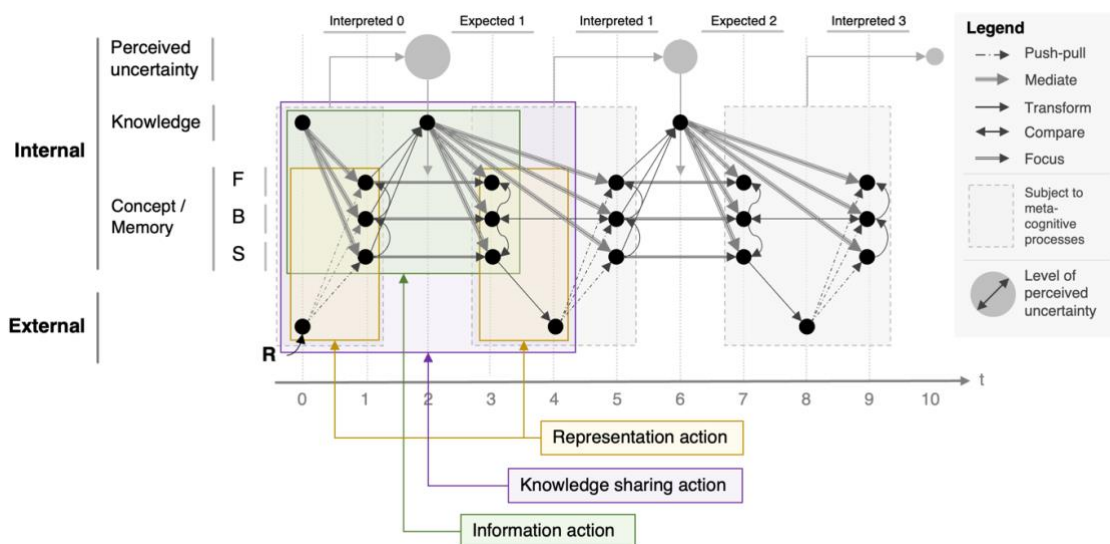 Interpreted 0
Expected 1
Interpreted 1
Expected 2
Interpreted 3
Perceived
uncertainty
Knowledge
Internal
Concept /
Memory
F
B
S
External
R
t
0 1 2 3 4 5 6 7 8 9 10
Representation action
Knowledge sharing action
Information action
Legend
Push-pull
Mediate
Transform
Compare
Focus
Subject to
meta-
cognitive
processes
Level of
perceived
uncertainty